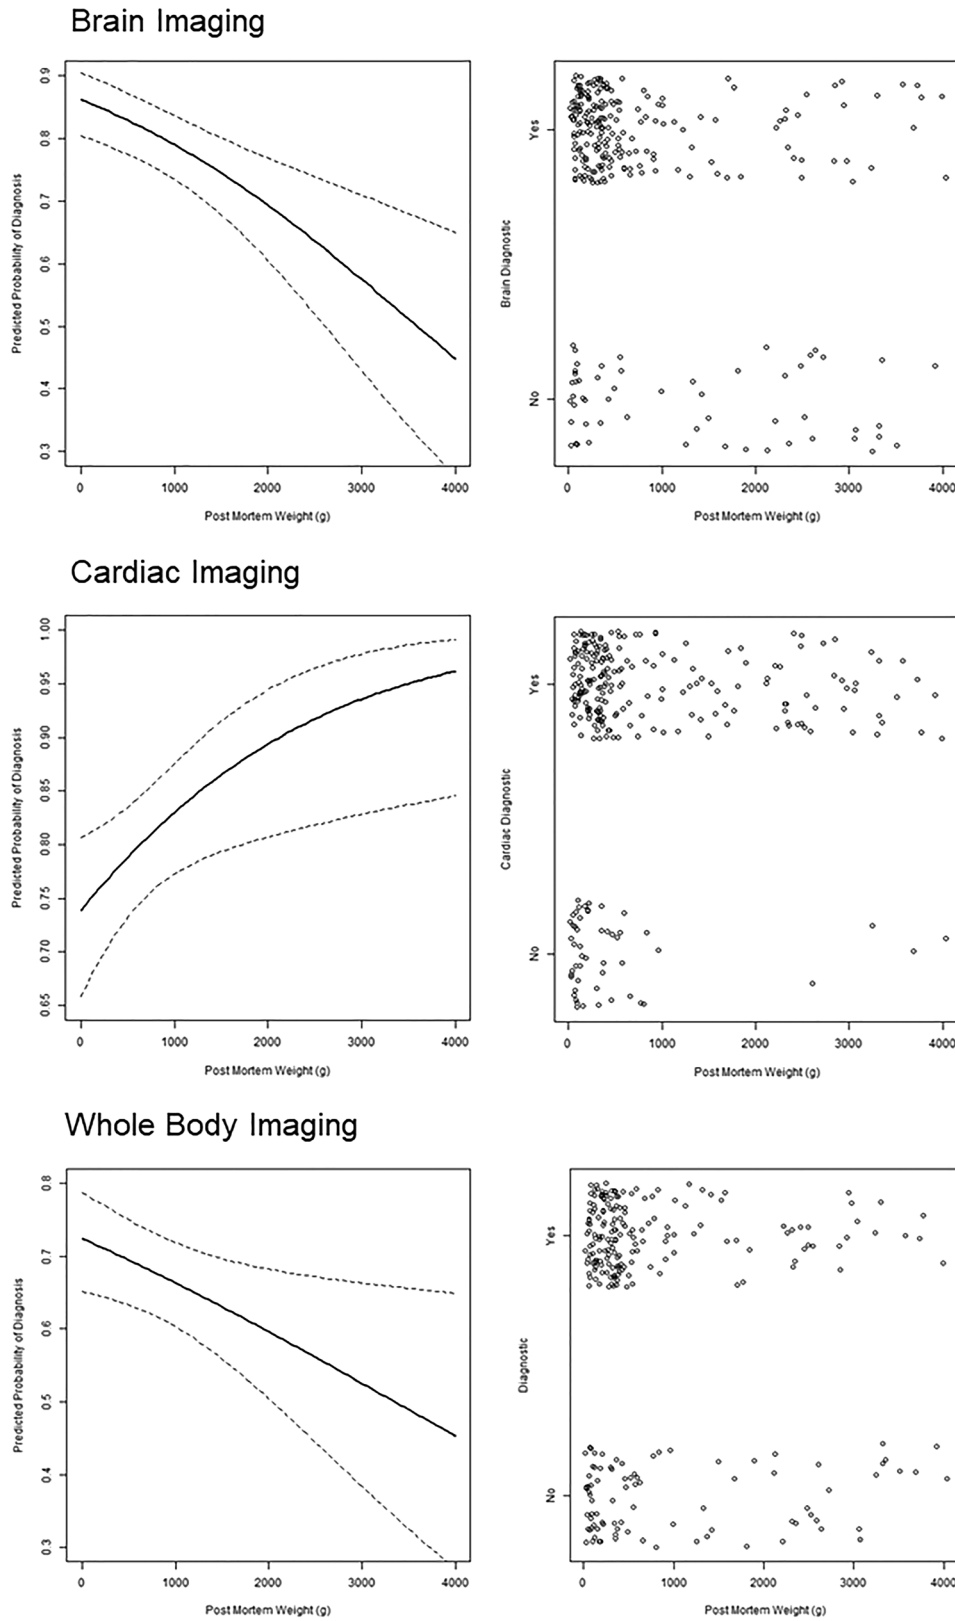 Brain Imaging
Predicted Probability of Diagnosis
0.9
0.8
0.7
0.6
0.5
0.4
0.3
0 1000 2000 3000 4000
Post Mortem Weight (g)
Brain Diagnostic
Yes
No
0 1000 2000 3000 4000
Post Mortem Weight (g)
Cardiac Imaging
Predicted Probability of Diagnosis
1.00
0.95
0.90
0.85
0.80
0.75
0.70
0.65
0 1000 2000 3000 4000
Post Mortem Weight (g)
Cardiac Diagnostic
Yes
No
0 1000 2000 3000 4000
Post Mortem Weight (g)
Whole Body Imaging
Predicted Probability of Diagnosis
0.8
0.7
0.6
0.5
0.4
0.3
0 1000 2000 3000 4000
Post Mortem Weight (g)
Diagnostic
Yes
No
0 1000 2000 3000 4000
Post Mortem Weight (g)